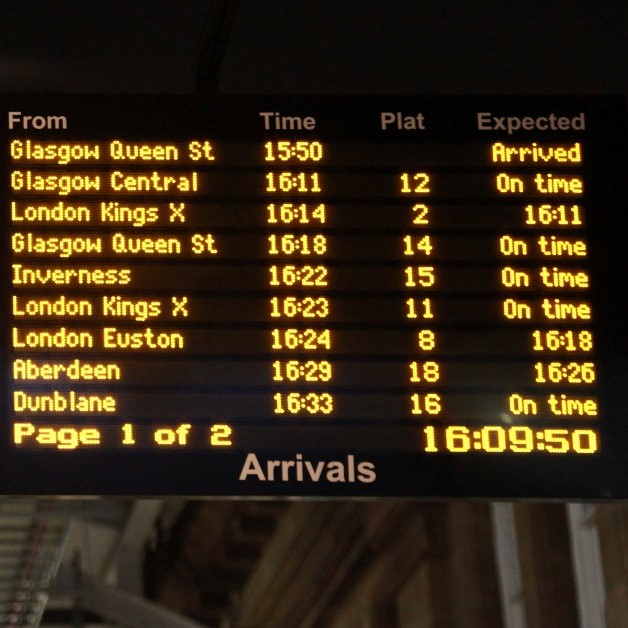 From Time Plat Expected
Glasgow Queen St 15:50 Arrived
Glasgow Central 16:11 12 On time
London Kings X 16:14 2 16:11
Glasgow Queen St 16:18 14 On time
Inverness 16:22 15 On time
London Kings X 16:23 11 On time
London Euston 16:24 8 16:18
Aberdeen 16:29 18 16:26
Dunblane 16:33 16 On time
Page 1 of 2 16:09:50
Arrivals